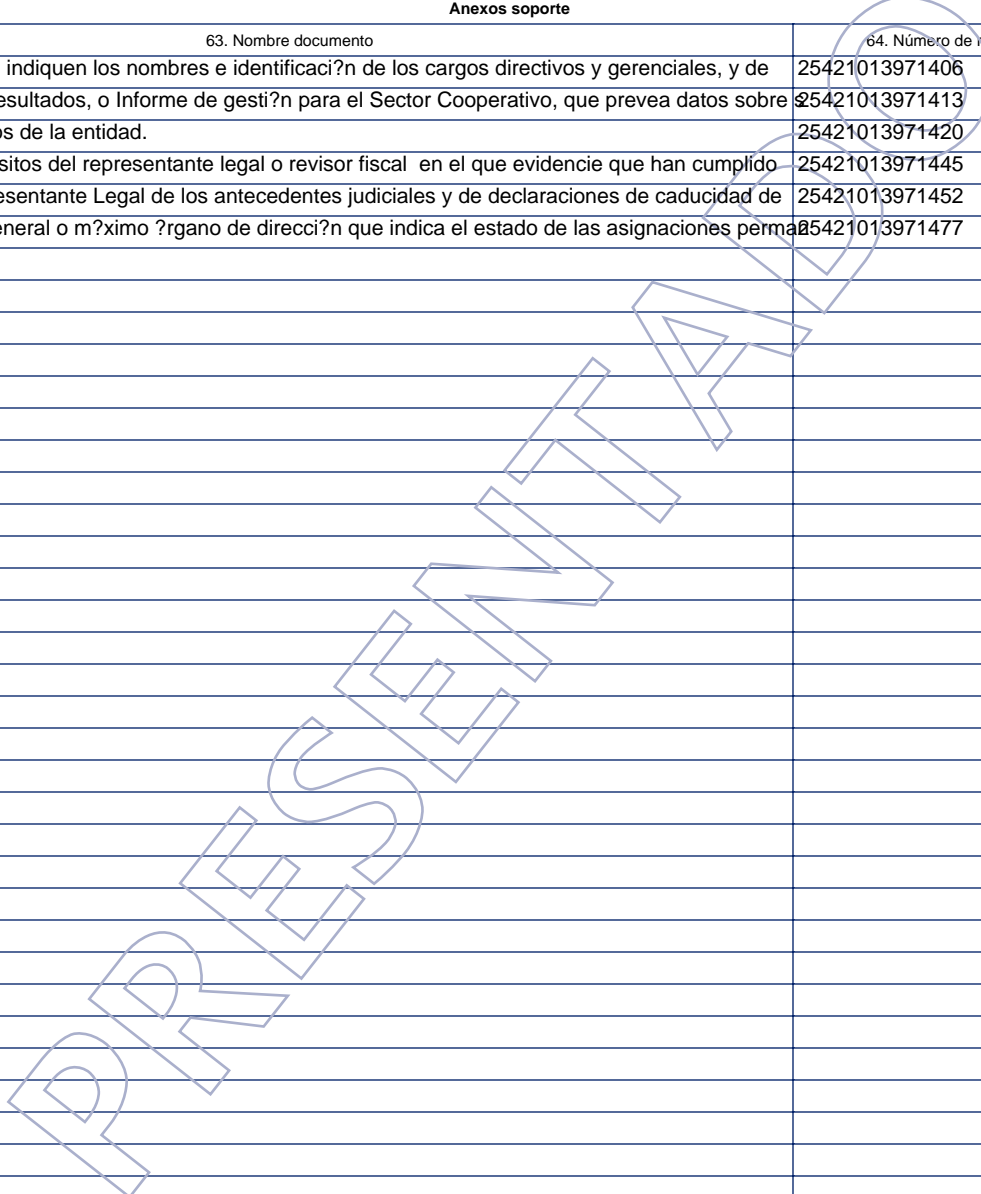 Anexos soporte
63. Nombre documento 64. Número de
indiquen los nombres e identificaci?n de los cargos directivos y gerenciales, y de 25421013971406
esultados, o Informe de gesti?n para el Sector Cooperativo, que prevea datos sobre s 25421013971413
os de la entidad. 25421013971420
sitos del representante legal o revisor fiscal en el que evidencie que han cumplido 25421013971445
esentante Legal de los antecedentes judiciales y de declaraciones de caducidad de 25421013971452
eneral o m?ximo ?rgano de direcci?n que indica el estado de las asignaciones perman 25421013971477
PRESENTADO